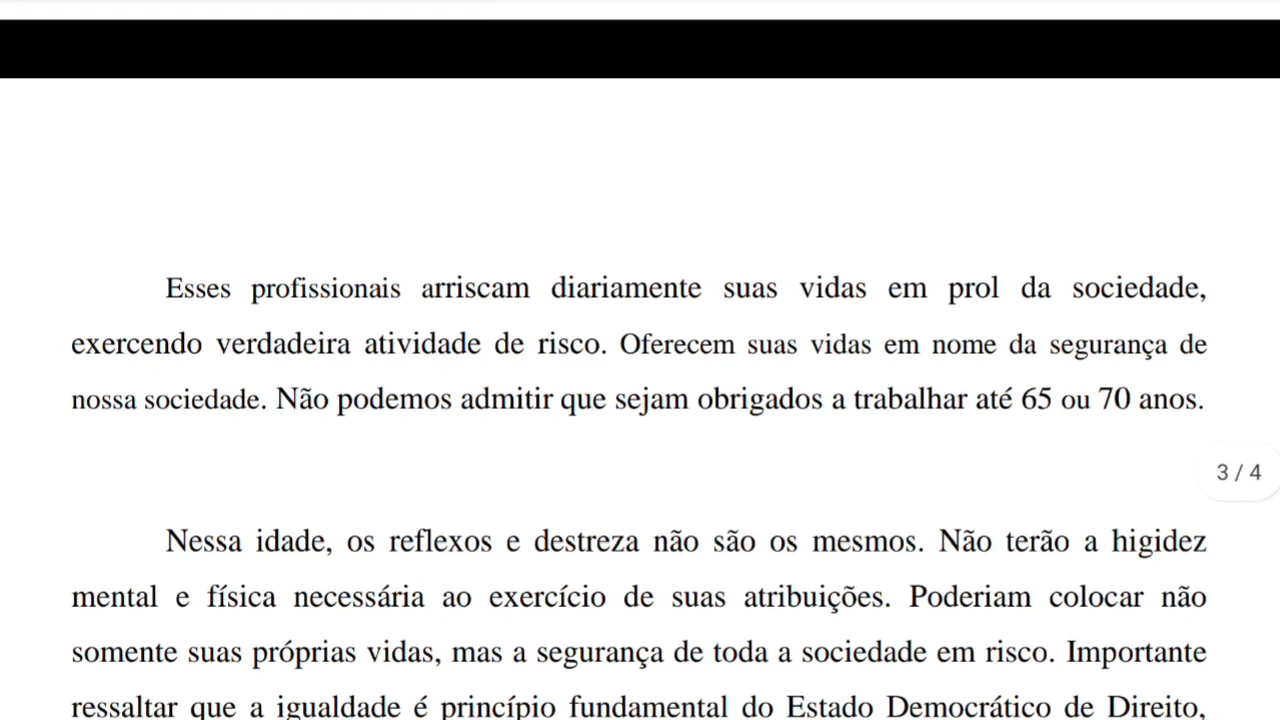 Esses profissionais arriscam diariamente suas vidas em prol da sociedade,
exercendo verdadeira atividade de risco. Oferecem suas vidas em nome da segurança de
nossa sociedade. Não podemos admitir que sejam obrigados a trabalhar até 65 ou 70 anos.
3 / 4
Nessa idade, os reflexos e destreza não são os mesmos. Não terão a higidez
mental e física necessária ao exercício de suas atribuições. Poderiam colocar não
somente suas próprias vidas, mas a segurança de toda a sociedade em risco. Importante
ressaltar que a igualdade é princípio fundamental do Estado Democrático de Direito,